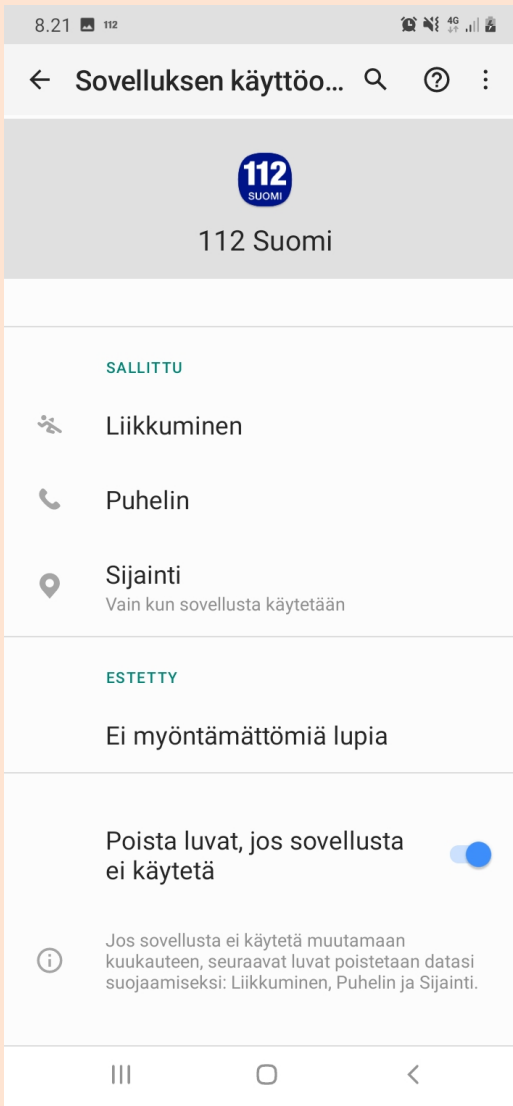 8.21 112 4G
Sovelluksen käyttöo...
112
SUOMI
112 Suomi
SALLITTU
Liikkuminen
Puhelin
Sijainti
Vain kun sovellusta käytetään
ESTETTY
Ei myöntämättömiä lupia
Poista luvat, jos sovellusta
ei käytetä
Jos sovellusta ei käytetä muutamaan
kuukauteen, seuraavat luvat poistetaan datasi
suojaamiseksi: Liikkuminen, Puhelin ja Sijainti.